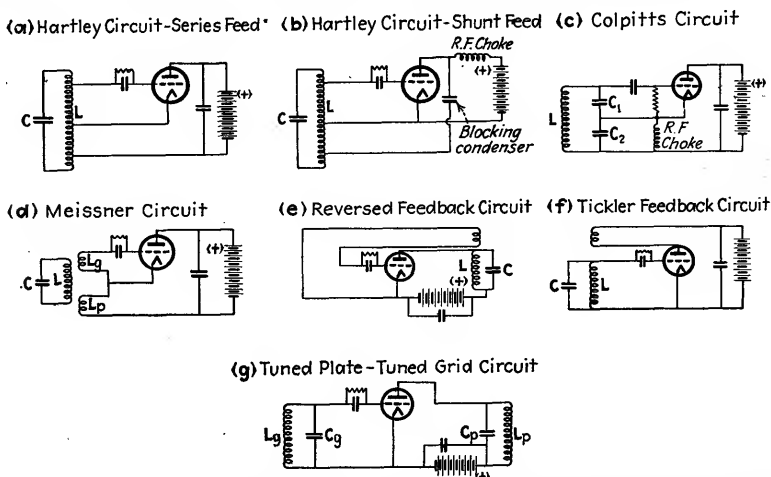 (a) Hartley Circuit-Series Feed
(b) Hartley Circuit-Shunt Feed
(c) Colpitts Circuit
C
L
(+)
C
L
R.F. Choke
(+)
Blocking
condenser
L
C1
C2
R.F
Choke
(+)
(d) Meissner Circuit
(e) Reversed Feedback Circuit
(f) Tickler Feedback Circuit
C
L
Lg
Lp
(+)
L
C
(+)
C
L
(g) Tuned Plate-Tuned Grid Circuit
Lg
Cg
Cp
Lp
(+)